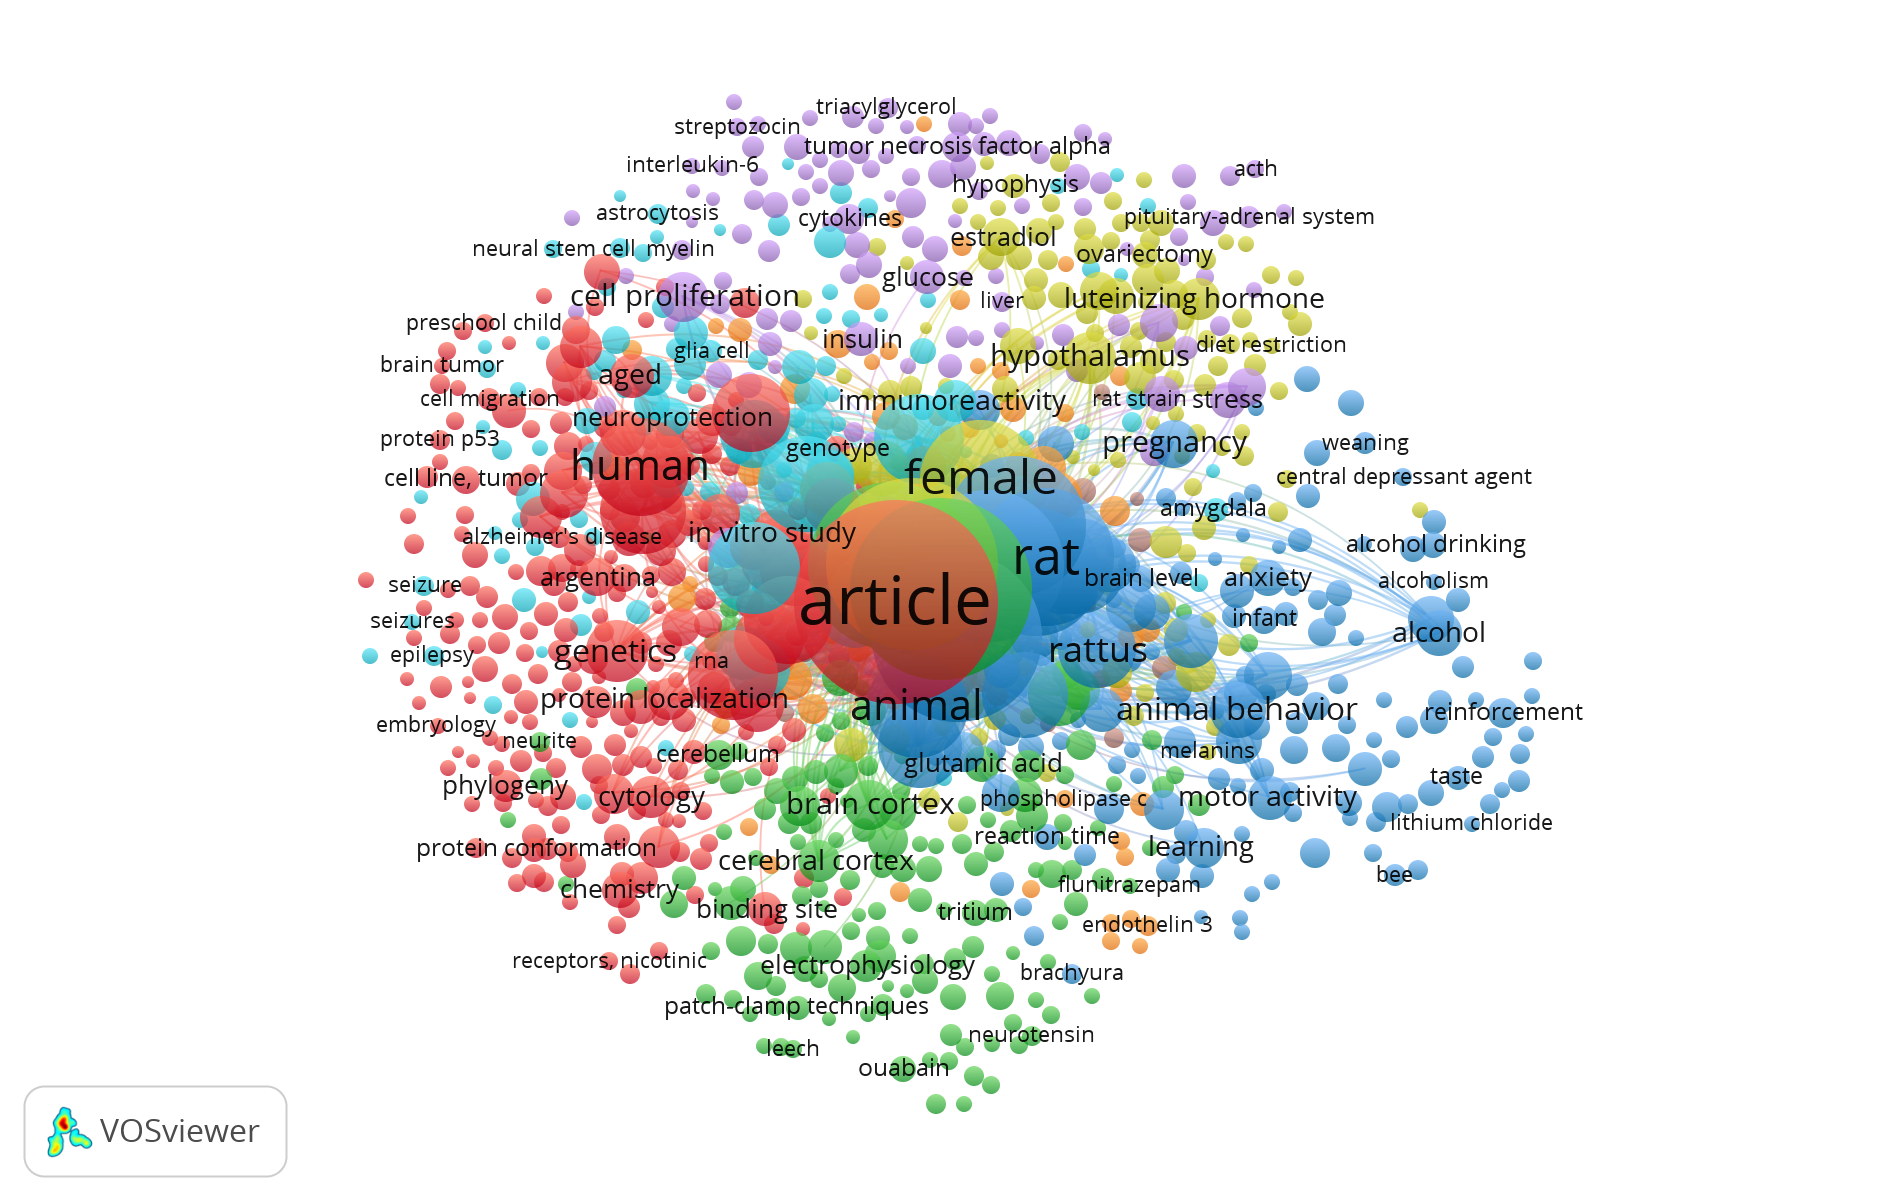 triacylglycerol
streptozocin
tumor necrosis factor alpha
interleukin-6
acth
hypophysis
astrocytosis
cytokines
pituitary-adrenal system
estradiol
neural stem cell
myelin
ovariectomy
glucose
cell proliferation
liver
luteinizing hormone
preschool child
insulin
glia cell
hypothalamus
diet restriction
brain tumor
aged
cell migration
immunoreactivity
rat strain
stress
neuroprotection
protein p53
genotype
pregnancy
weaning
human
female
cell line, tumor
central depressant agent
amygdala
alzheimer's disease
in vitro study
alcohol drinking
rat
argentina
brain level
anxiety
alcoholism
seizure
article
infant
seizures
alcohol
epilepsy
genetics
rna
rattus
protein localization
animal
animal behavior
reinforcement
embryology
neurite
cerebellum
melanins
glutamic acid
taste
phylogeny
cytology
brain cortex
phospholipase c
motor activity
reaction time
lithium chloride
protein conformation
cerebral cortex
learning
bee
chemistry
flunitrazepam
binding site
tritium
endothelin 3
receptors, nicotinic
electrophysiology
brachyura
patch-clamp techniques
neurotensin
leech
ouabain
VOSviewer